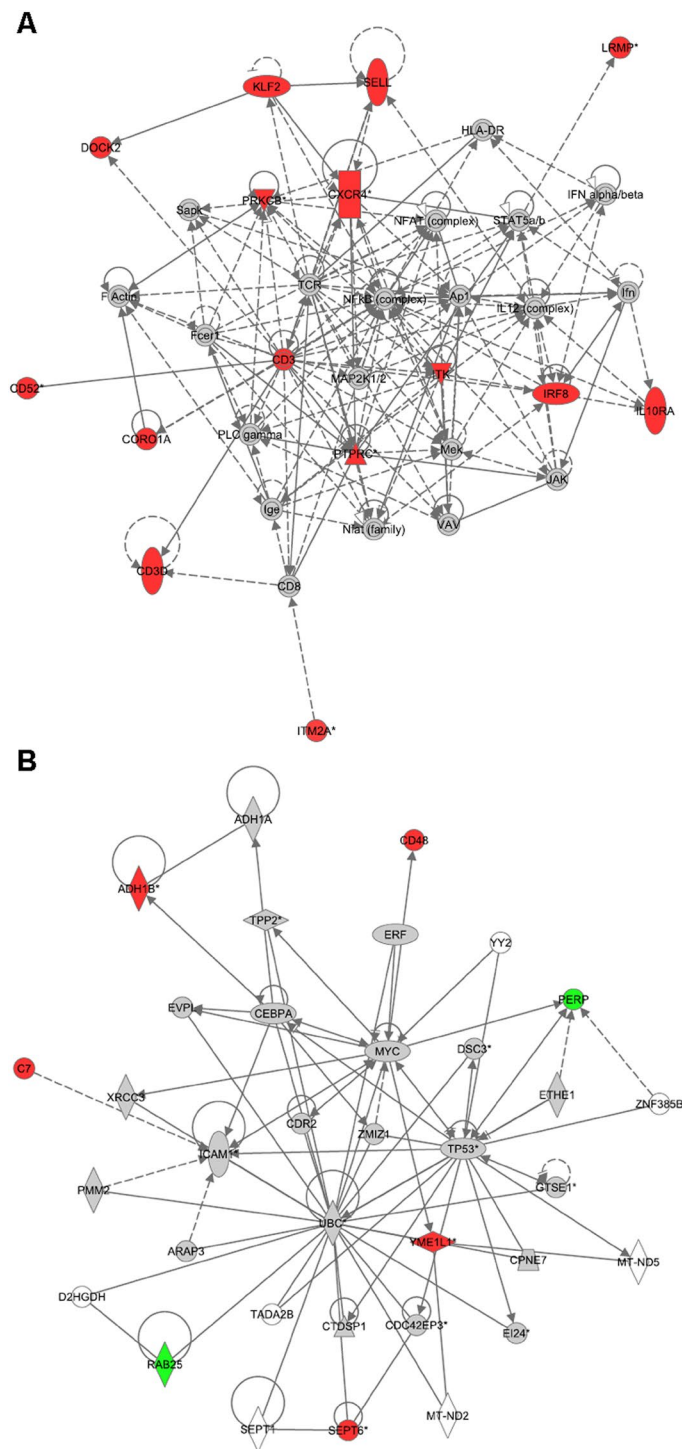 A
LRMP*
KLF2
SELL
HLA-DR
DOCK2
PRKCB*
CXCR4*
IFN alpha/beta
Sapk
NFAT (complex)
STAT5a/b
TCR
F Actin
NFkB (complex)
Ap1
IL12 (complex)
Ifn
Fcer1
CD3
MAP2K1/2
ITK
CD52*
IRF8
IL10RA
CORO1A
PLC gamma
PTPRC*
Mek
JAK
Ige
Nfat (family)
VAV
CD3D
CD8
ITM2A*
B
ADH1A
CD48
ADH1B*
TPP2*
ERF
YY2
PERP
EVPL
CEBPA
MYC
DSC3*
C7
XRCC3
ETHE1
ZNF385B
CDR2
ZMIZ1
ICAM1*
TP53*
PMM2
GTSE1*
UBC*
ARAP3
YME1L1*
CPNE7
MT-ND5
D2HGDH
TADA2B
CTDSP1
CDC42EP3*
EI24*
RAB25
SEPT1
SEPT6*
MT-ND2